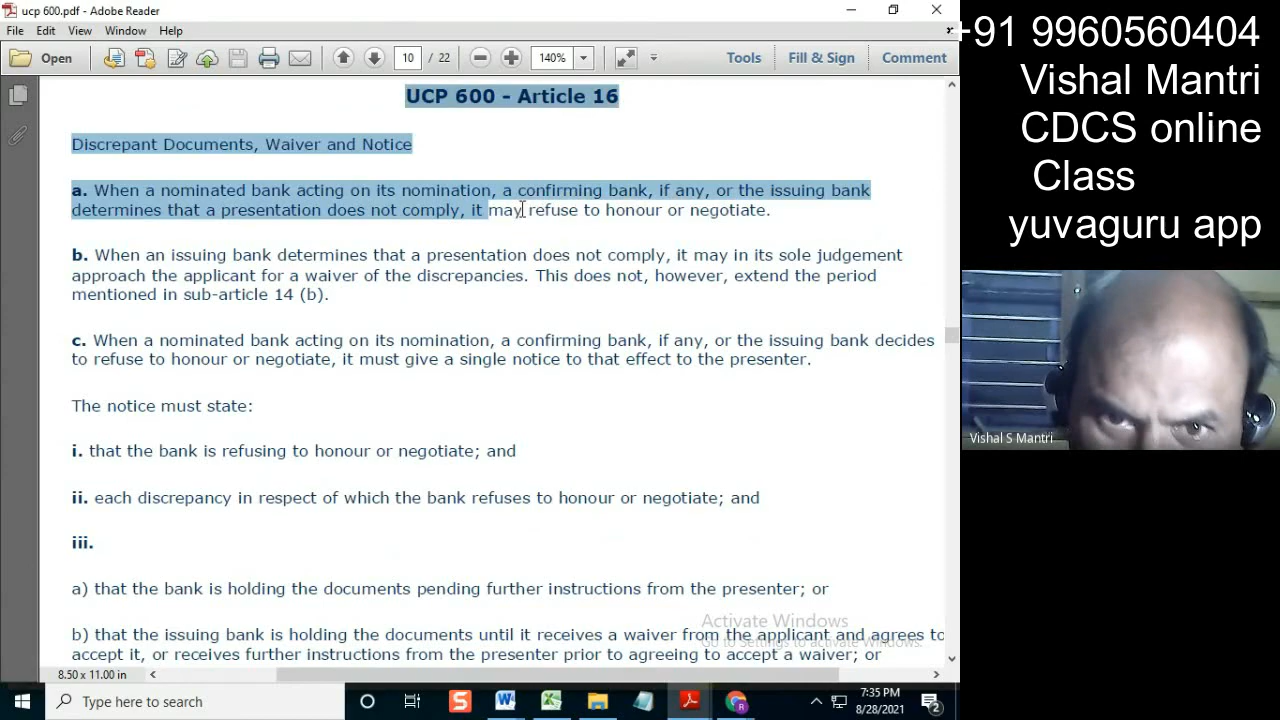 ucp 600.pdf - Adobe Reader
File Edit View Window Help
Open 10 / 22 140% Tools Fill & Sign Comment
UCP 600 - Article 16
Discrepant Documents, Waiver and Notice
a. When a nominated bank acting on its nomination, a confirming bank, if any, or the issuing bank
determines that a presentation does not comply, it may refuse to honour or negotiate.
b. When an issuing bank determines that a presentation does not comply, it may in its sole judgement
approach the applicant for a waiver of the discrepancies. This does not, however, extend the period
mentioned in sub-article 14 (b).
c. When a nominated bank acting on its nomination, a confirming bank, if any, or the issuing bank decides
to refuse to honour or negotiate, it must give a single notice to that effect to the presenter.
The notice must state:
i. that the bank is refusing to honour or negotiate; and
ii. each discrepancy in respect of which the bank refuses to honour or negotiate; and
iii.
a) that the bank is holding the documents pending further instructions from the presenter; or
b) that the issuing bank is holding the documents until it receives a waiver from the applicant and agrees to
accept it, or receives further instructions from the presenter prior to agreeing to accept a waiver; or
Activate Windows
Go to Settings to activate Windows.
8.50 x 11.00 in
Type here to search
7:35 PM
8/28/2021
2
+91 9960560404
Vishal Mantri
CDCS online
Class
yuvaguru app
Vishal S Mantri